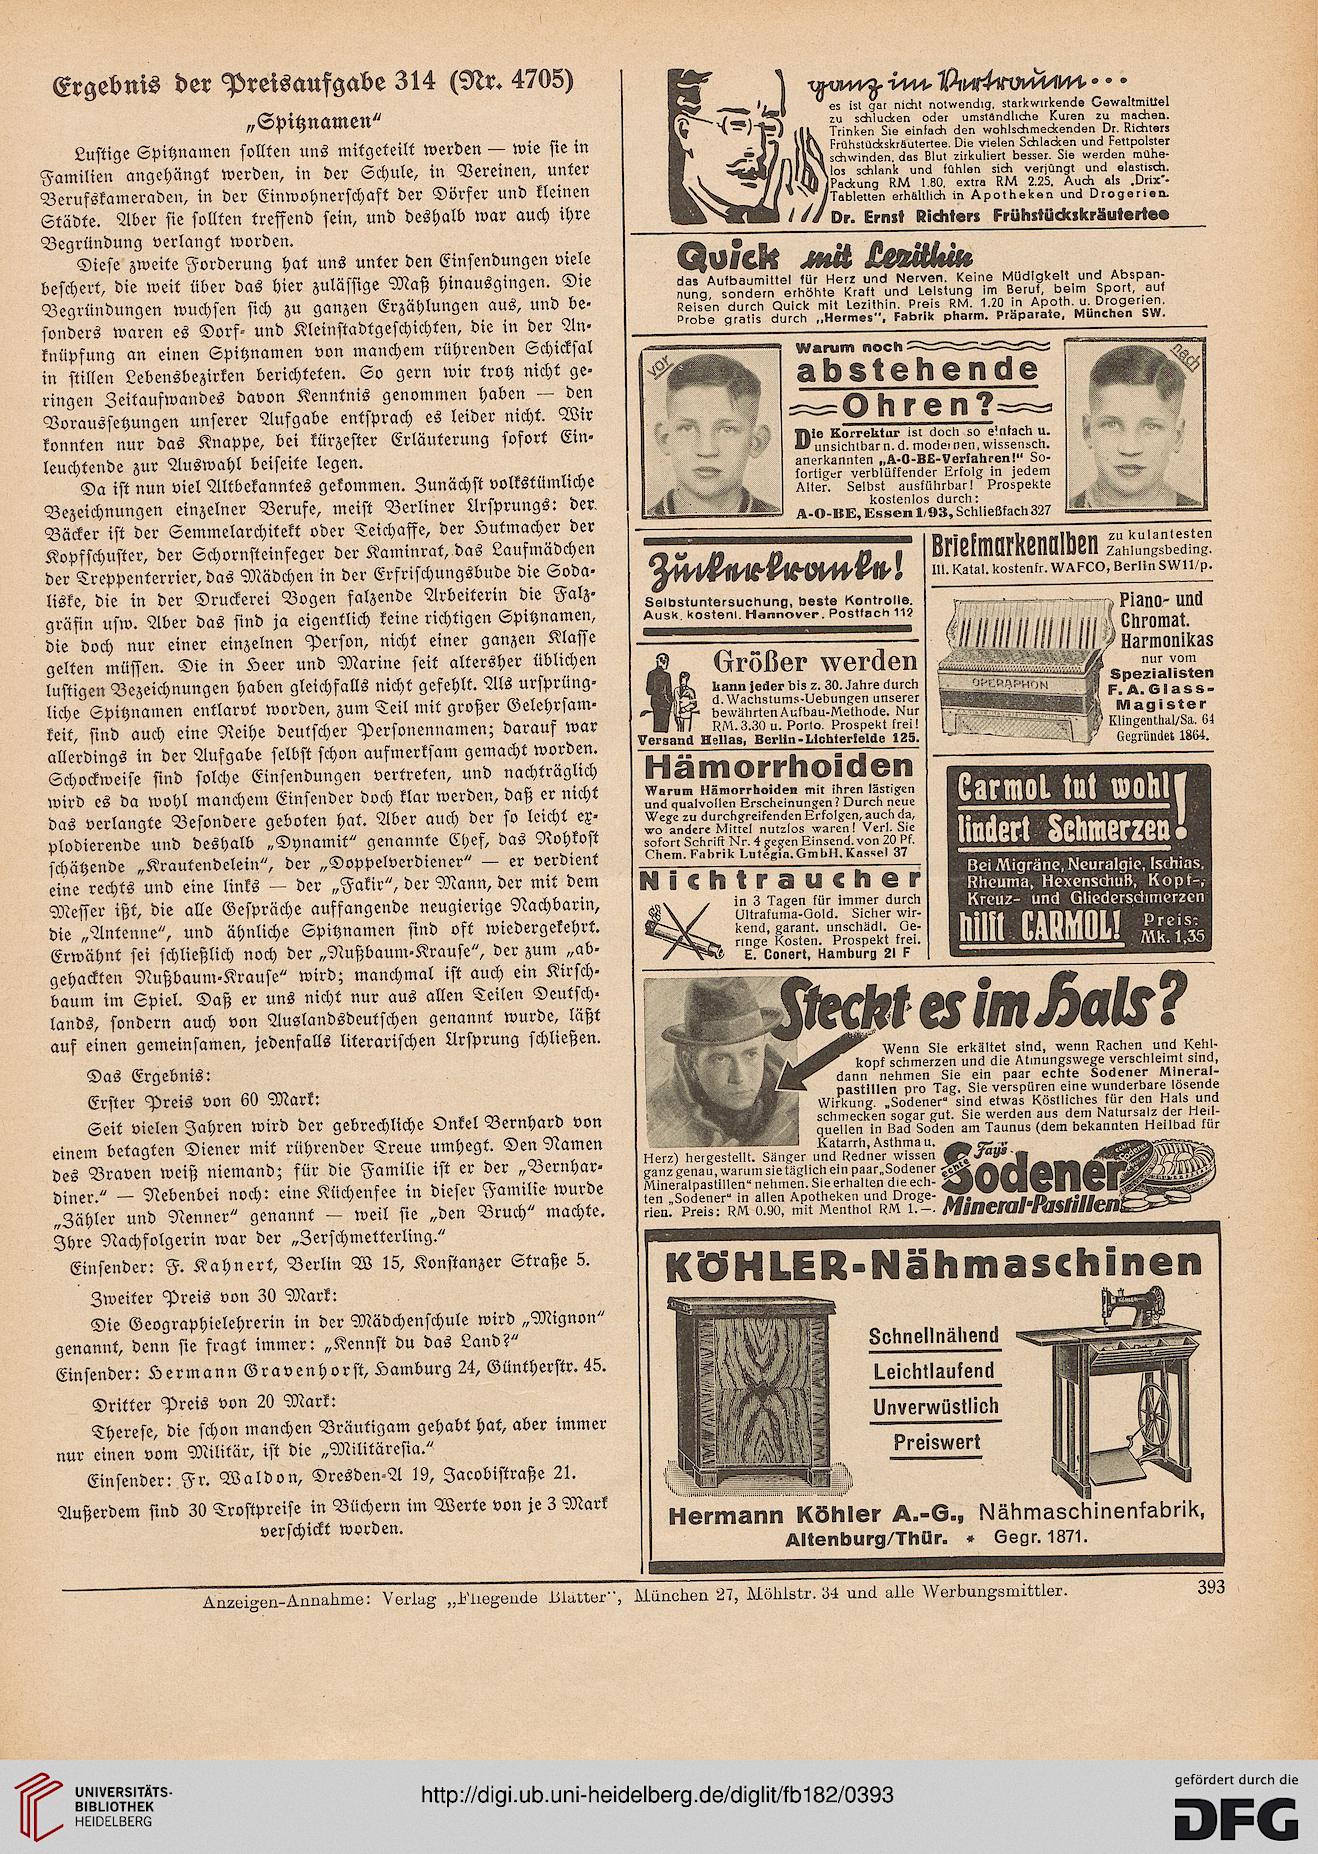 Ergebnis der Preisaufgabe 314 (Nr. 4705)
„Spitznamen“
Lustige Spitznamen sollten uns mitgeteilt werden — wie sie in
Familien angehängt werden, in der Schule, in Vereinen, unter
Berufskameraden, in der Einwohnerschaft der Dörfer und kleinen
Städte. Aber sie sollten treffend sein, und deshalb war auch ihre
Begründung verlangt worden.
Diese zweite Forderung hat uns unter den Einsendungen viele
beschert, die weit über das hier zulässige Maß hinausgingen. Die
Begründungen wuchsen sich zu ganzen Erzählungen aus, und be-
sonders waren es Dorf- und Kleinstadtgeschichten, die in der An-
knüpfung an einen Spitznamen von manchem rührenden Schicksal
in stillen Lebensbezirken berichteten. So gern wir trotz nicht ge-
ringen Zeitaufwandes davon Kenntnis genommen haben — den
Voraussetzungen unserer Aufgabe entsprach es leider nicht. Wir
konnten nur das Knappe, bei kürzester Erläuterung sofort Ein-
leuchtende zur Auswahl beiseite legen.
Da ist nun viel Altbekanntes gekommen. Zunächst volkstümliche
Bezeichnungen einzelner Berufe, meist Berliner Ursprungs: der
Bäcker ist der Semmelarchitekt oder Teichaffe, der Hutmacher der
Kopfschuster, der Schornsteinfeger der Kaminrat, das Laufmädchen
der Treppenterrier, das Mädchen in der Erfrischungsbude die Soda-
liske, die in der Druckerei Bogen falzende Arbeiterin die Falz-
gräfin usw. Aber das sind ja eigentlich keine richtigen Spitznamen,
die doch nur einer einzelnen Person, nicht einer ganzen Klasse
gelten müssen. Die in Heer und Marine seit altersher üblichen
lustigen Bezeichnungen haben gleichfalls nicht gefehlt. Als ursprüng-
liche Spitznamen entlarvt worden, zum Teil mit großer Gelehrsam-
keit, sind auch eine Reihe deutscher Personennamen; darauf war
allerdings in der Aufgabe selbst schon aufmerksam gemacht worden.
Schockweise sind solche Einsendungen vertreten, und nachträglich
wird es da wohl manchem Einsender doch klar werden, daß er nicht
das verlangte Besondere geboten hat. Aber auch der so leicht ex-
plodierende und deshalb „Dynamit“ genannte Chef, das Rohkost
schätzende „Krautendelein“, der „Doppelverdiener“ — er verdient
eine rechts und eine links — der „Fakir“, der Mann, der mit dem
Messer ißt, die alle Gespräche auffangende neugierige Nachbarin,
die „Antenne“, und ähnliche Spitznamen sind oft wiedergekehrt.
Erwähnt sei schließlich noch der „Nußbaum-Krause“, der zum „ab-
gehackten Nußbaum-Krause“ wird; manchmal ist auch ein Kirsch-
baum im Spiel. Daß er uns nicht nur aus allen Teilen Deutsch-
lands, sondern auch von Auslandsdeutschen genannt wurde, läßt
auf einen gemeinsamen, jedenfalls literarischen Ursprung schließen.
Das Ergebnis:
Erster Preis von 60 Mark:
Seit vielen Jahren wird der gebrechliche Onkel Bernhard von
einem betagten Diener mit rührender Treue umhegt. Den Namen
des Braven weiß niemand; für die Familie ist er der „Bernhar-
diner.“ — Nebenbei noch: eine Küchenfee in dieser Familie wurde
„Zähler und Nenner“ genannt — weil sie „den Bruch“ machte.
Ihre Nachfolgerin war der „Zerschmetterling.“
Einsender: F. Kahnert, Berlin W 15, Konstanzer Straße 5.
Zweiter Preis von 30 Mark:
Die Geographielehrerin in der Mädchenschule wird „Mignon“
genannt, denn sie fragt immer: „Kennst du das Land?“
Einsender: Hermann Gravenhorst, Hamburg 24, Güntherstr. 45.
Dritter Preis von 20 Mark:
Therese, die schon manchen Bräutigam gehabt hat, aber immer
nur einen vom Militär, ist die „Militäresia.“
Einsender: Fr. Waldon, Dresden-A 19, Jacobistraße 21.
Außerdem sind 30 Trostpreise in Büchern im Werte von je 3 Mark
verschickt worden.
ganz im Vertrauen...
es ist gar nicht notwendig, starkwirkende Gewaltmittel
zu schlucken oder umständliche Kuren zu machen.
Trinken Sie einfach den wohlschmeckenden Dr. Richters
Frühstückskräutertee. Die vielen Schlacken und Fettpolster
schwinden, das Blut zirkuliert besser. Sie werden mühe-
los schlank und fühlen sich verjüngt und elastisch.
Packung RM 1.80, extra RM 2.25. Auch als „Drix“-
Tabletten erhältlich in Apotheken und Drogerien.
Dr. Ernst Richters Frühstückskräutertee
Quick mit Lezithin
das Aufbaumittel für Herz und Nerven. Keine Müdigkeit und Abspan-
nung, sondern erhöhte Kraft und Leistung im Beruf, beim Sport, auf
Reisen durch Quick mit Lezithin. Preis RM. 1.20 in Apoth. u. Drogerien.
Probe gratis durch „Hermes“, Fabrik pharm. Präparate, München SW.
vor
Warum noch
abstehende
Ohren?
Die Korrektur ist doch so einfach u.
unsichtbar n. d. modernen, wissensch.
anerkannten „A-O-BE-Verfahren!“ So-
fortiger verblüffender Erfolg in jedem
Alter. Selbst ausführbar! Prospekte
kostenlos durch:
A-O-BE, Essen 1/93, Schließfach 327
nach
Zuckerkranke!
Selbstuntersuchung, beste Kontrolle.
Ausk. kostenl. Hannover, Postfach 112
Briefmarkenalben zu kulantesten
Zahlungsbeding.
Ill. Katal. kostenfr. WAFCO, Berlin SW11/p.
Größer werden
kann jeder bis z. 30. Jahre durch
d. Wachstums-Uebungen unserer
bewährten Aufbau-Methode. Nur
RM. 3.30 u. Porto. Prospekt frei!
Versand Hellas, Berlin-Lichterfelde 125.
OPERAPHON
Piano- und
Chromat.
Harmonikas
nur vom
Spezialisten
F. A. Glass-
Magister
Klingenthal/Sa. 64
Gegründet 1864.
Hämorrhoiden
Warum Hämorrhoiden mit ihren lästigen
und qualvollen Erscheinungen? Durch neue
Wege zu durchgreifenden Erfolgen, auch da,
wo andere Mittel nutzlos waren! Verl. Sie
sofort Schrift Nr. 4 gegen Einsend. von 20 Pf.
Chem. Fabrik Lutegia, GmbH. Kassel 37
Carmol tut wohl
lindert Schmerzen!
Bei Migräne, Neuralgie, Ischias,
Rheuma, Hexenschuß, Kopf-,
Kreuz- und Gliederschmerzen
hilft CARMOL! Preis:
Mk. 1,35
Nichtraucher
in 3 Tagen für immer durch
Ultrafuma-Gold. Sicher wir-
kend, garant. unschädl. Ge-
ringe Kosten. Prospekt frei.
E. Conert, Hamburg 21 F
Steckt es im Hals?
Wenn Sie erkältet sind, wenn Rachen und Kehl-
kopf schmerzen und die Atmungswege verschleimt sind,
dann nehmen Sie ein paar echte Sodener Mineral-
pastillen pro Tag. Sie verspüren eine wunderbare lösende
Wirkung. „Sodener“ sind etwas Köstliches für den Hals und
schmecken sogar gut. Sie werden aus dem Natursalz der Heil-
quellen in Bad Soden am Taunus (dem bekannten Heilbad für
Katarrh, Asthma u.
Herz) hergestellt. Sänger und Redner wissen
ganz genau, warum sie täglich ein paar „Sodener
Mineralpastillen“ nehmen. Sie erhalten die ech-
ten „Sodener“ in allen Apotheken und Droge-
rien. Preis: RM 0.90, mit Menthol RM 1.—.
echte Fay's
Sodener
Mineral-Pastillen
KÖHLER-Nähmaschinen
Schnellnähend
Leichtlaufend
Unverwüstlich
Preiswert
Hermann Köhler A.-G., Nähmaschinenfabrik,
Altenburg/Thür. * Gegr. 1871.
Anzeigen-Annahme: Verlag „Fliegende Blätter“, München 27, Möhlstr. 34 und alle Werbungsmittler.
393
UNIVERSITÄTS-
BIBLIOTHEK
HEIDELBERG
http://digi.ub.uni-heidelberg.de/diglit/fb182/0393
gefördert durch die
DFG